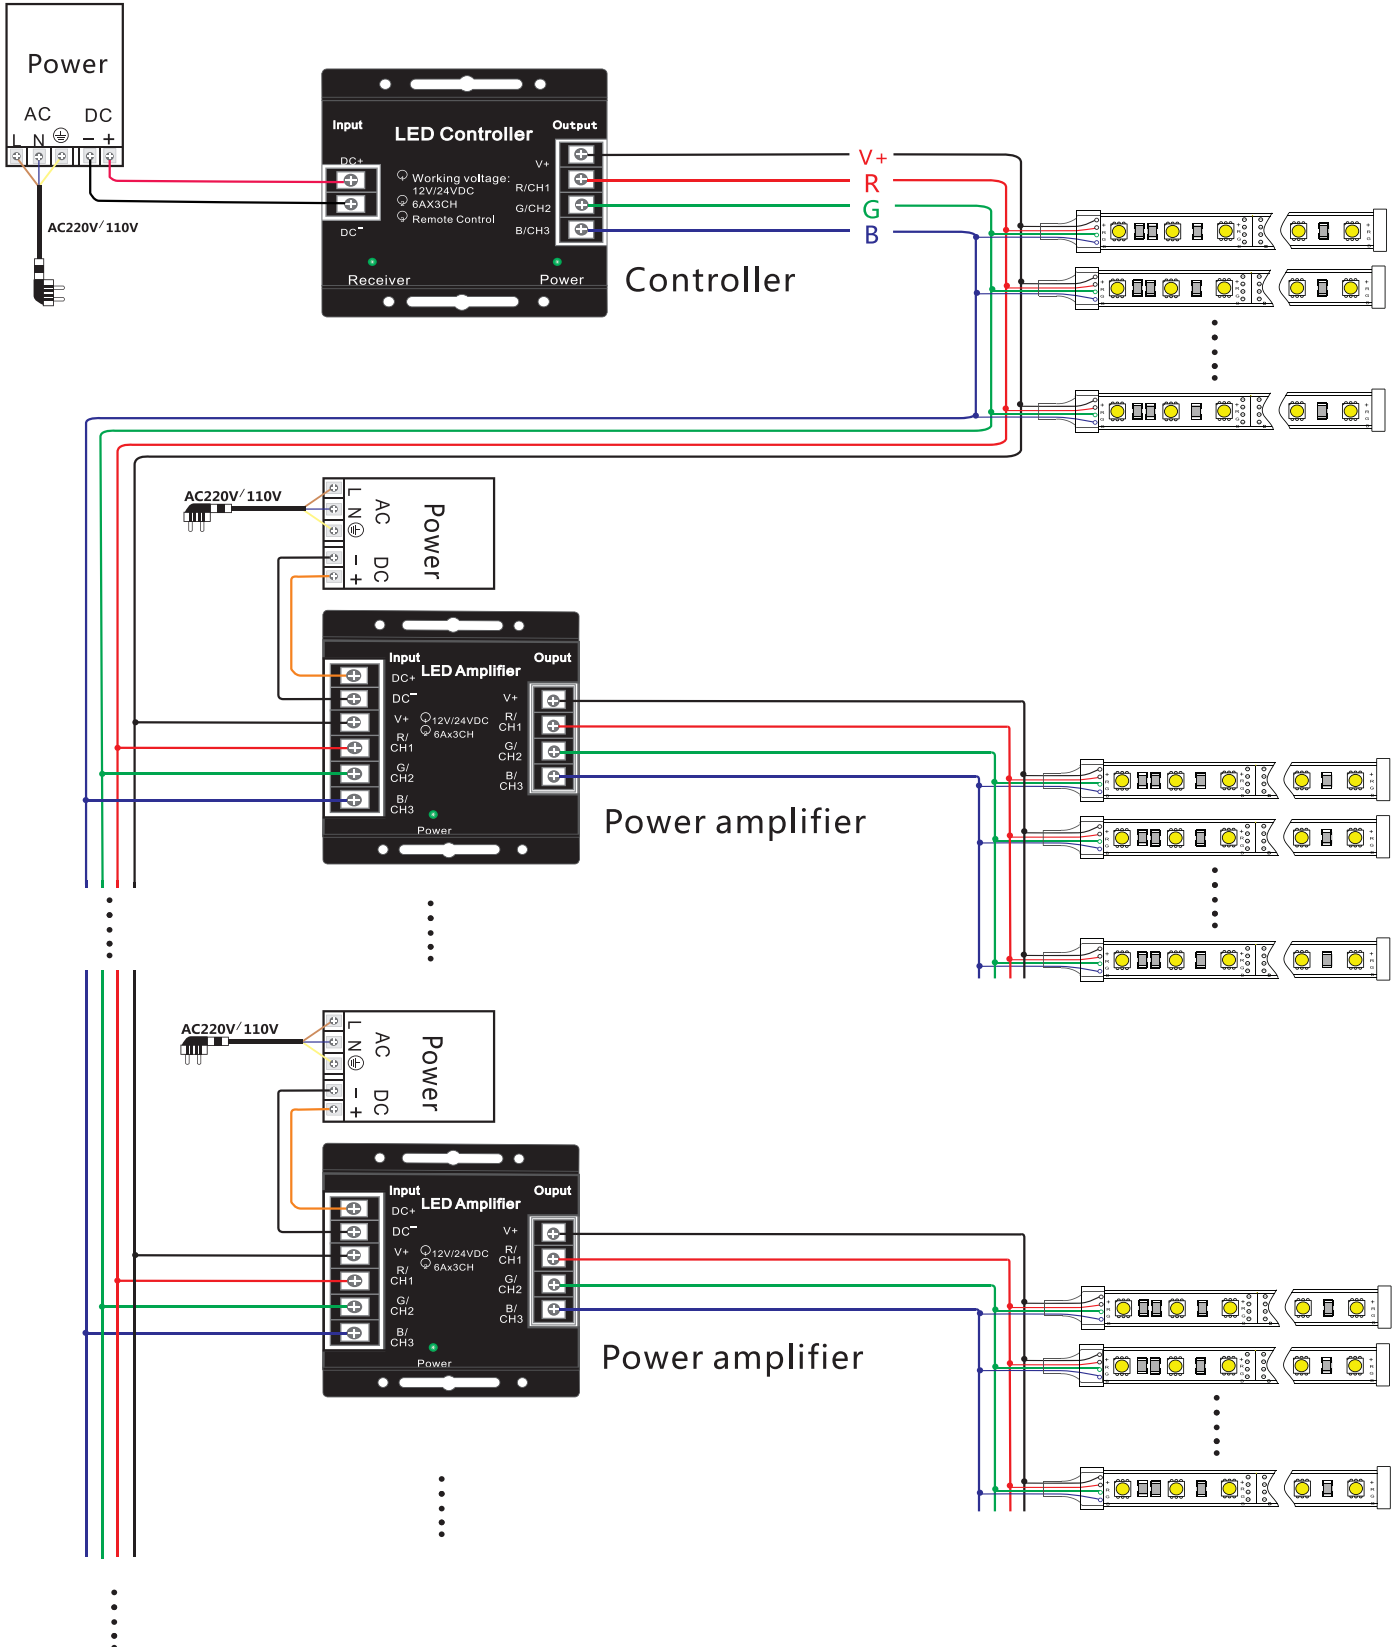 Power
AC DC
L N - +
AC220V/110V
Input
LED Controller
Output
DC+
DC-
Working voltage:
12V/24VDC
6AX3CH
Remote Control
V+
R/CH1
G/CH2
B/CH3
Receiver
Power
Controller
V+
R
G
B
AC220V/110V
L
N
AC
- +
DC
Power
Input
LED Amplifier
Ouput
DC+
DC-
V+
R/
CH1
G/
CH2
B/
CH3
12V/24VDC
6Ax3CH
V+
R/
CH1
G/
CH2
B/
CH3
Power
Power amplifier
AC220V/110V
L
N
AC
- +
DC
Power
Input
LED Amplifier
Ouput
DC+
DC-
V+
R/
CH1
G/
CH2
B/
CH3
12V/24VDC
6Ax3CH
V+
R/
CH1
G/
CH2
B/
CH3
Power
Power amplifier